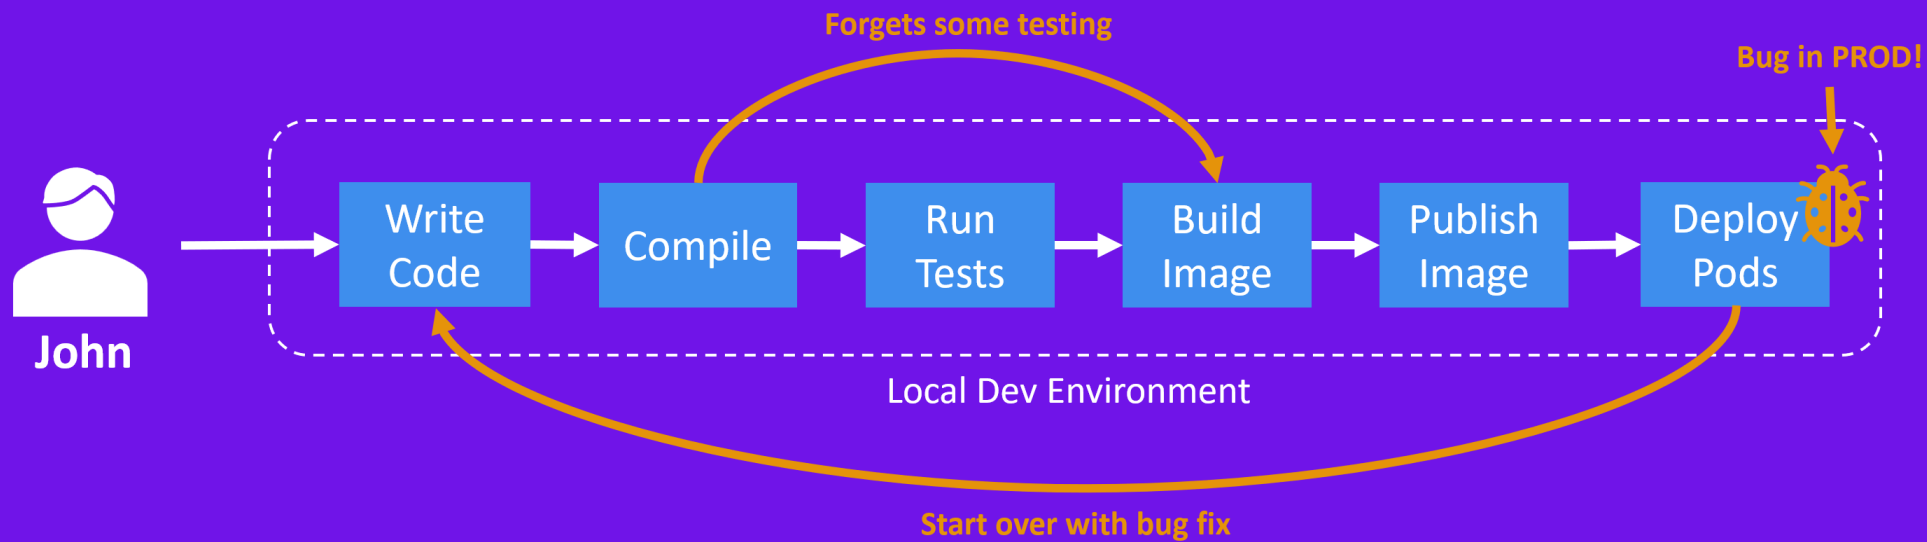 Forgets some testing
Bug in PROD!
Write
Code
Compile
Run
Tests
Build
Image
Publish
Image
Deploy
Pods
John
Local Dev Environment
Start over with bug fix